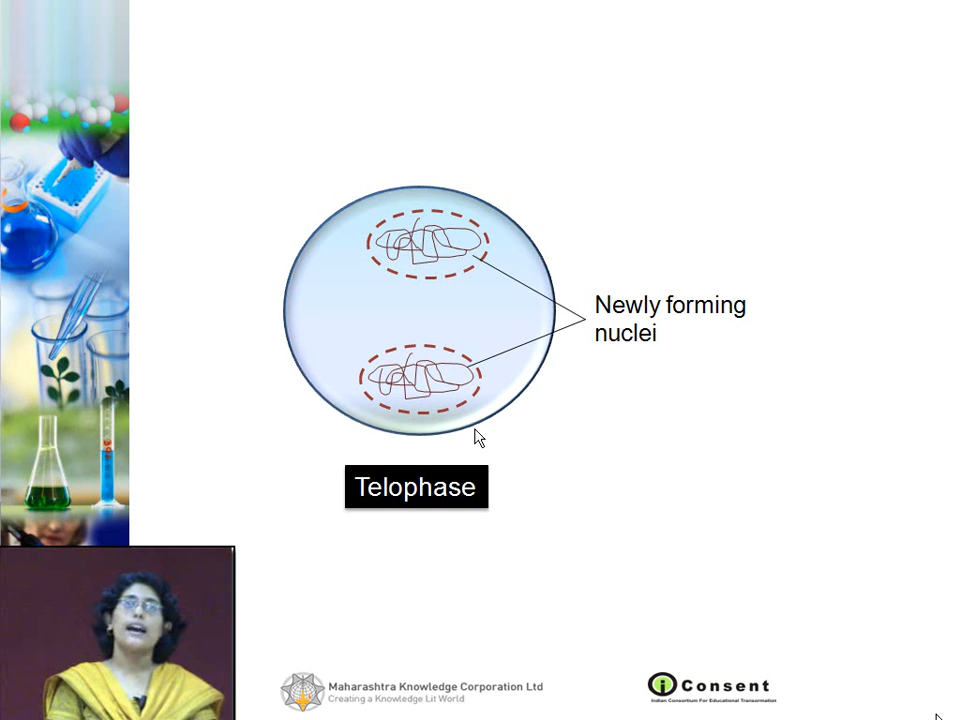 Newly forming
nuclei
Telophase
Maharashtra Knowledge Corporation Ltd
Creating a Knowledge Lit World
i Consent
Indian Consortium For Educational Transformation